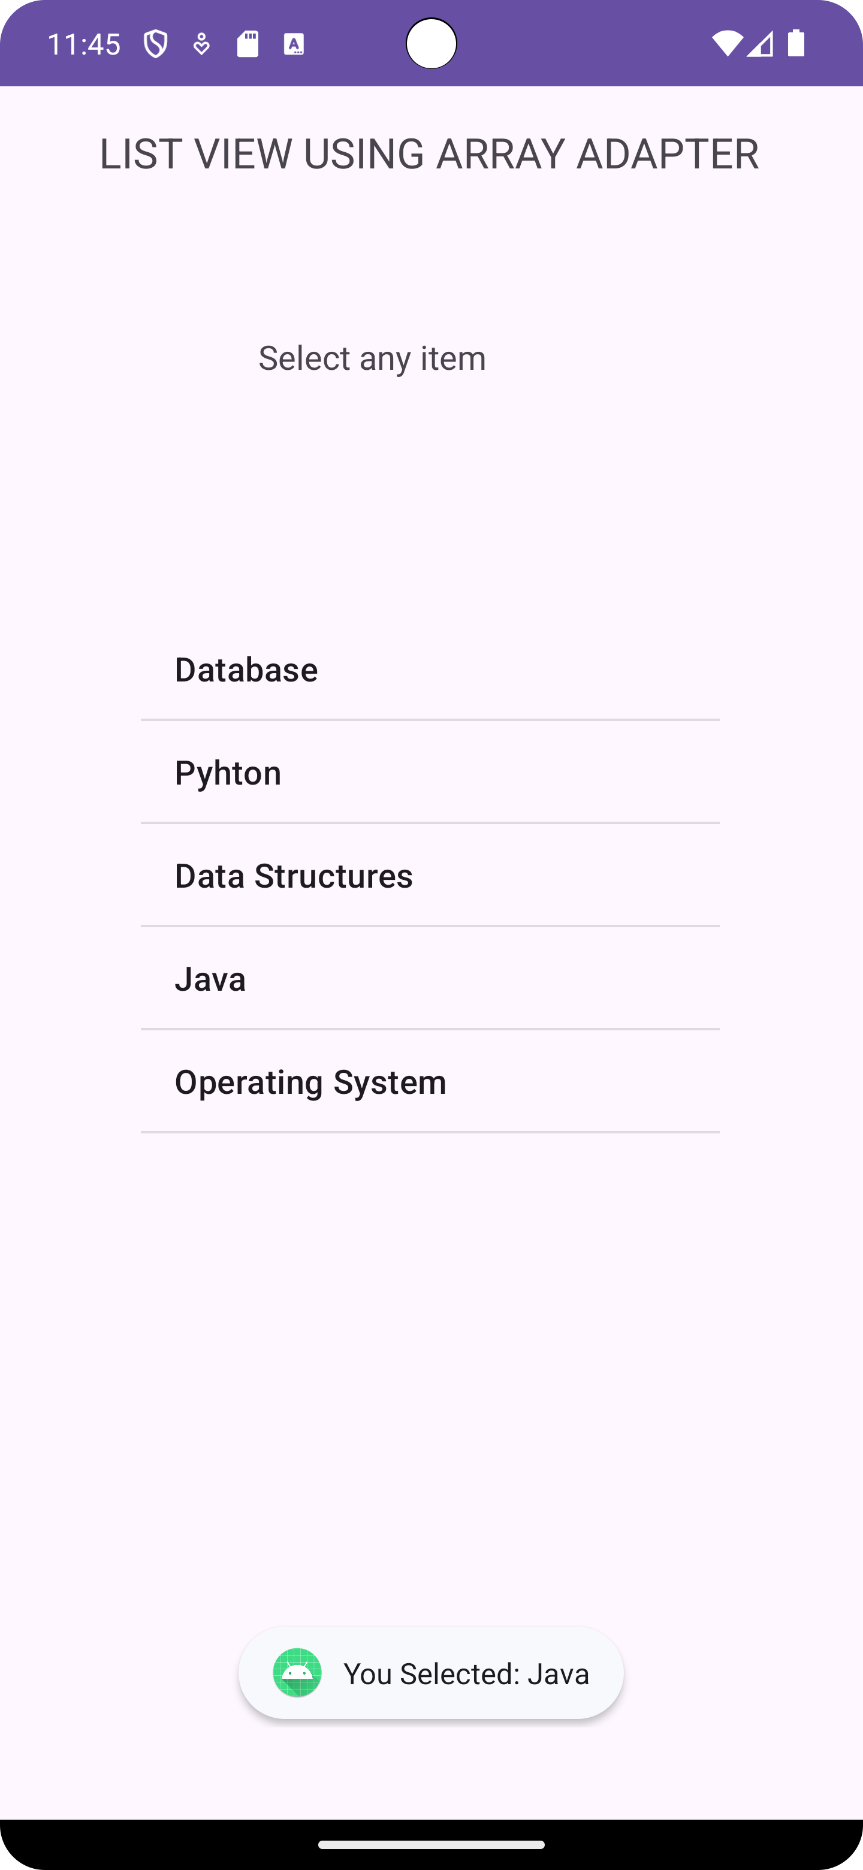 11:45
LIST VIEW USING ARRAY ADAPTER
Select any item
Database
Pyhton
Data Structures
Java
Operating System
You Selected: Java